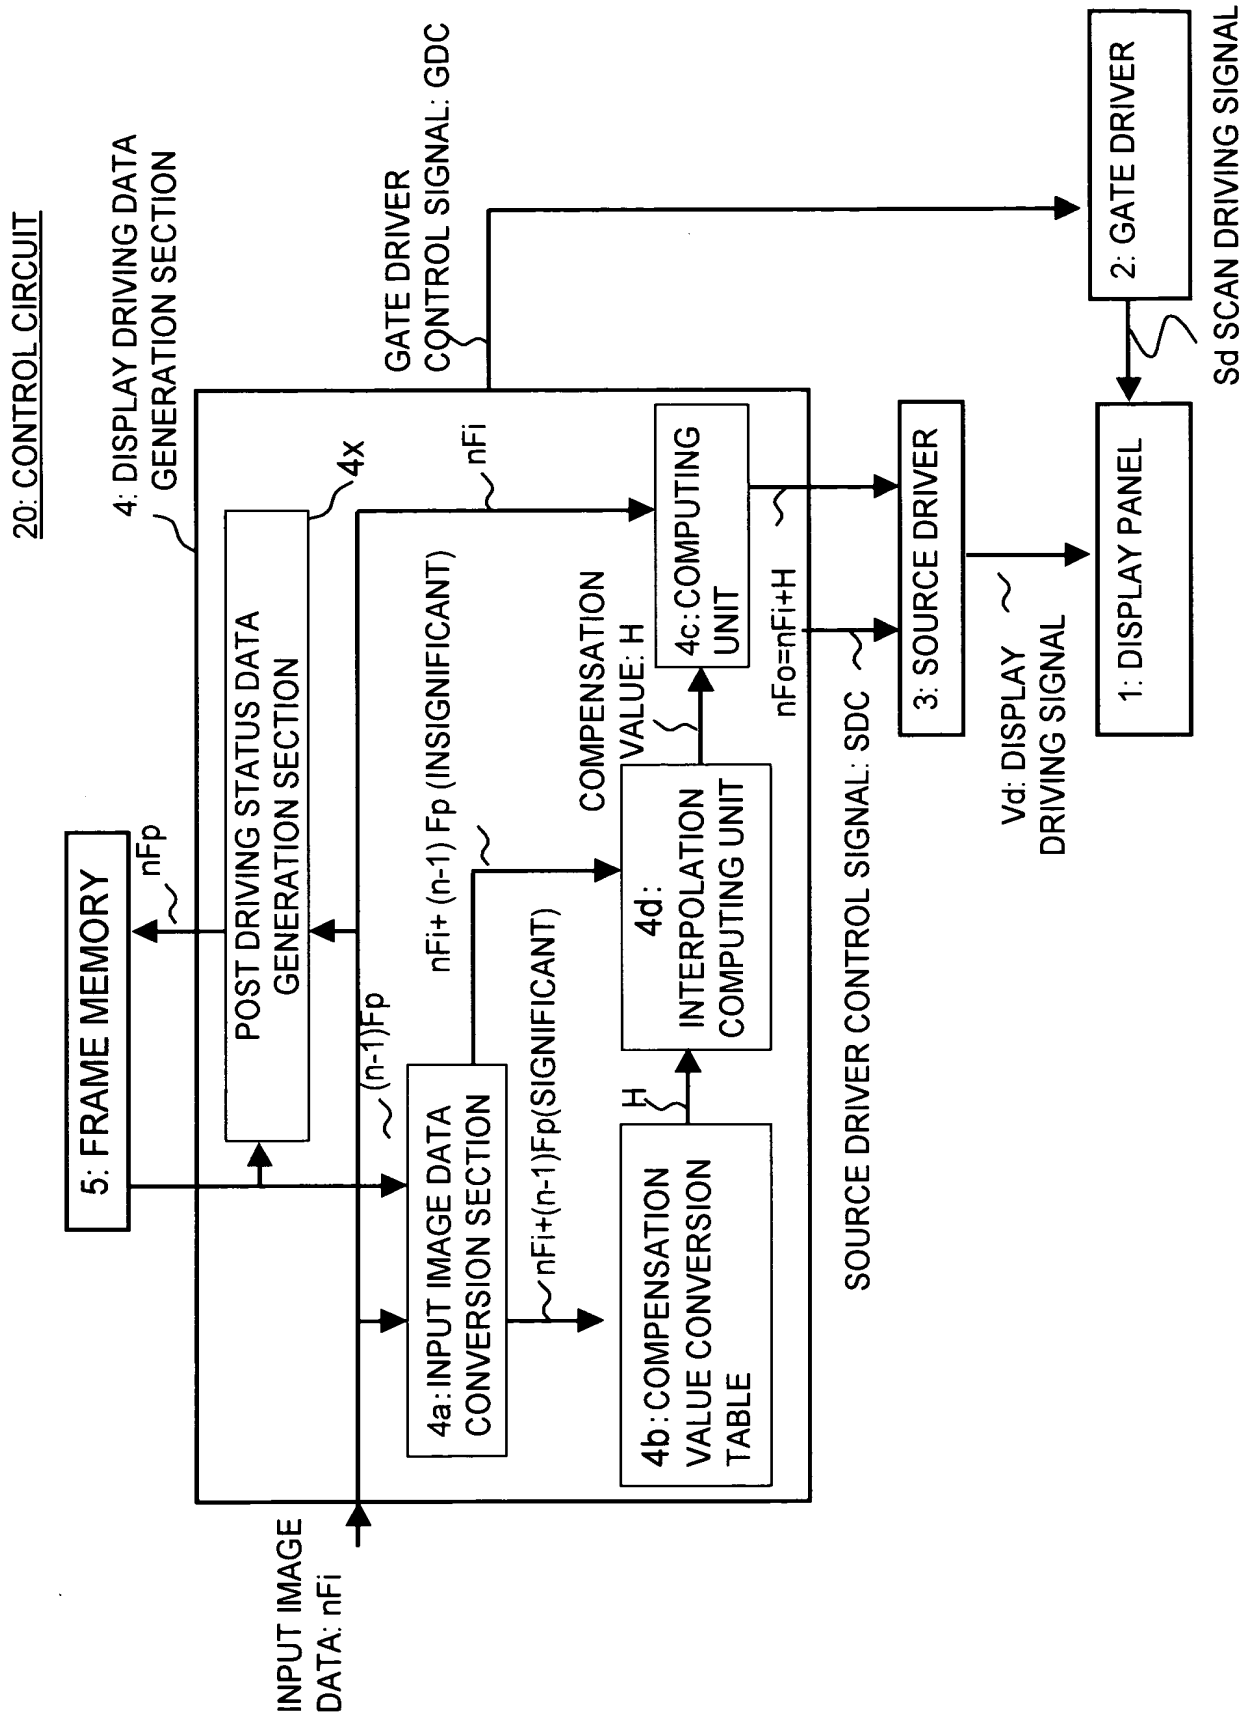 20: CONTROL CIRCUIT
4: DISPLAY DRIVING DATA
GENERATION SECTION
5: FRAME MEMORY
nFp
POST DRIVING STATUS DATA
GENERATION SECTION
4x
INPUT IMAGE
DATA: nFi
(n-1)Fp
nFi
GATE DRIVER
CONTROL SIGNAL: GDC
4a:INPUT IMAGE DATA
CONVERSION SECTION
nFi+ (n-1) Fp (INSIGNIFICANT)
nFi+(n-1)Fp(SIGNIFICANT)
COMPENSATION
VALUE: H
4b:COMPENSATION
VALUE CONVERSION
TABLE
H
4d:
INTERPOLATION
COMPUTING UNIT
4c:COMPUTING
UNIT
nFo=nFi+H
SOURCE DRIVER CONTROL SIGNAL: SDC
3: SOURCE DRIVER
Vd: DISPLAY
DRIVING SIGNAL
1: DISPLAY PANEL
2: GATE DRIVER
Sd SCAN DRIVING SIGNAL